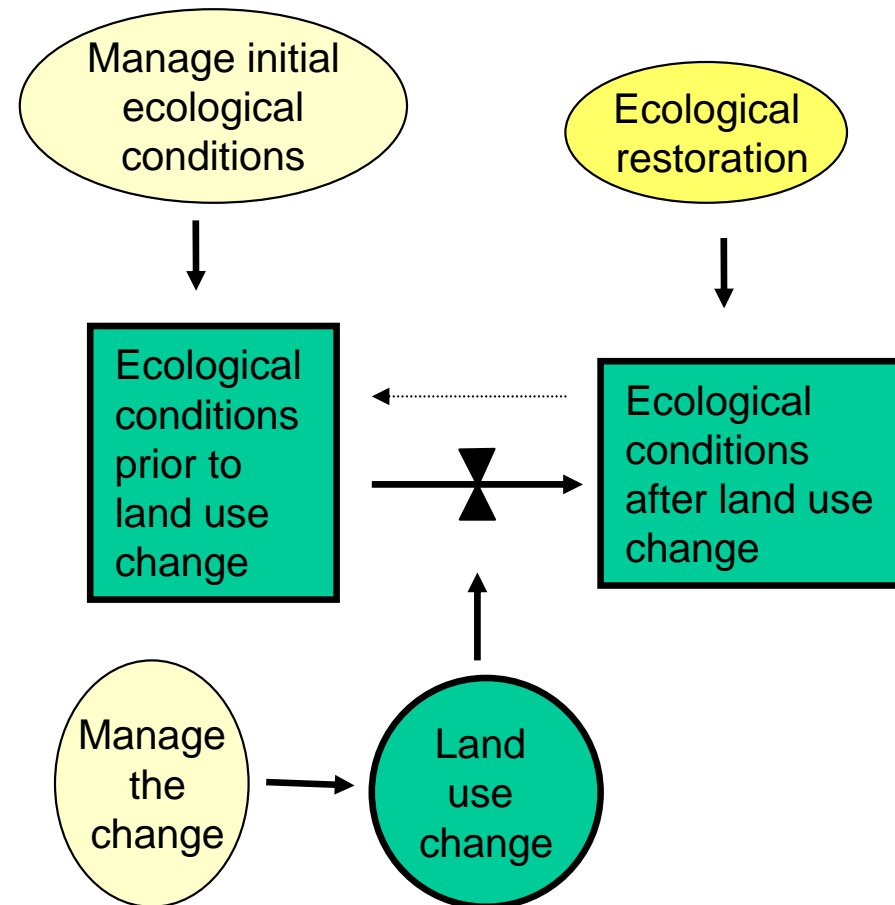 Manage initial
ecological
conditions
Ecological
restoration
Ecological
conditions
prior to
land use
change
Ecological
conditions
after land use
change
Manage
the
change
Land
use
change